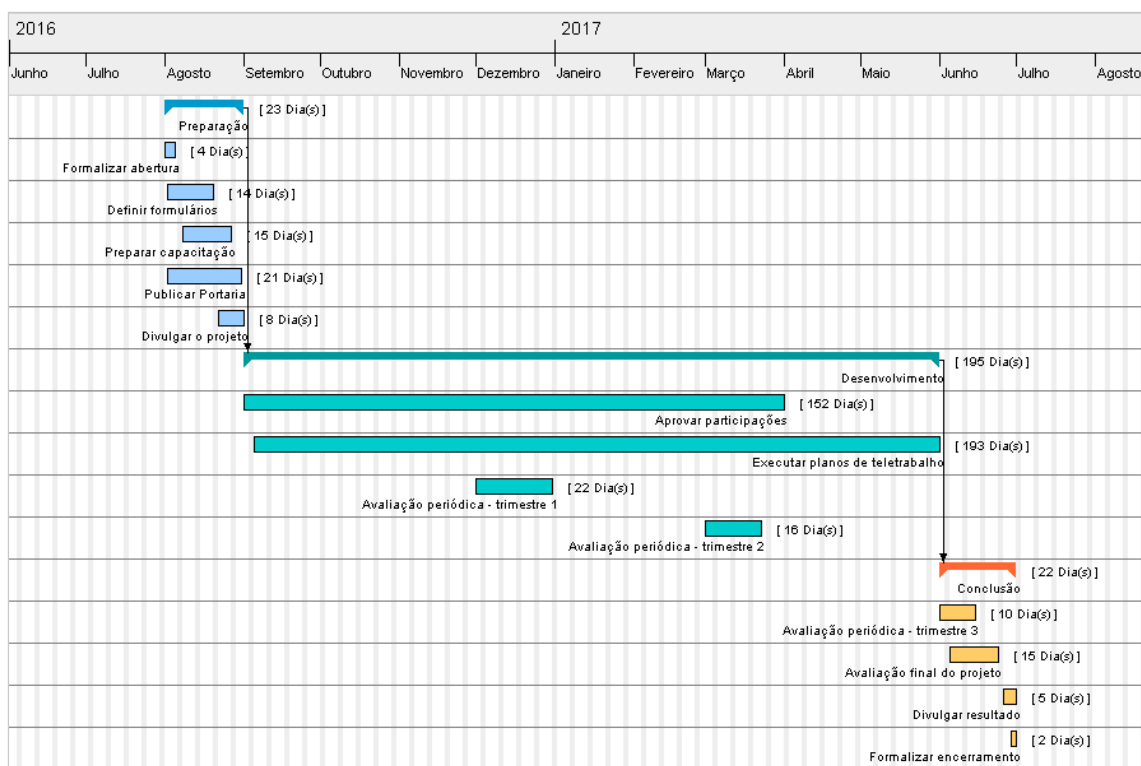 2016 2017
Junho Julho Agosto Setembro Outubro Novembro Dezembro Janeiro Fevereiro Março Abril Maio Junho Julho Agosto
[ 23 Dia(s) ]
Preparação
[ 4 Dia(s) ]
Formalizar abertura
[ 14 Dia(s) ]
Definir formulários
[ 15 Dia(s) ]
Preparar capacitação
[ 21 Dia(s) ]
Publicar Portaria
[ 8 Dia(s) ]
Divulgar o projeto
[ 195 Dia(s) ]
Desenvolvimento
[ 152 Dia(s) ]
Aprovar participações
[ 193 Dia(s) ]
Executar planos de teletrabalho
[ 22 Dia(s) ]
Avaliação periódica - trimestre 1
[ 16 Dia(s) ]
Avaliação periódica - trimestre 2
[ 22 Dia(s) ]
Conclusão
[ 10 Dia(s) ]
Avaliação periódica - trimestre 3
[ 15 Dia(s) ]
Avaliação final do projeto
[ 5 Dia(s) ]
Divulgar resultado
[ 2 Dia(s) ]
Formalizar encerramento